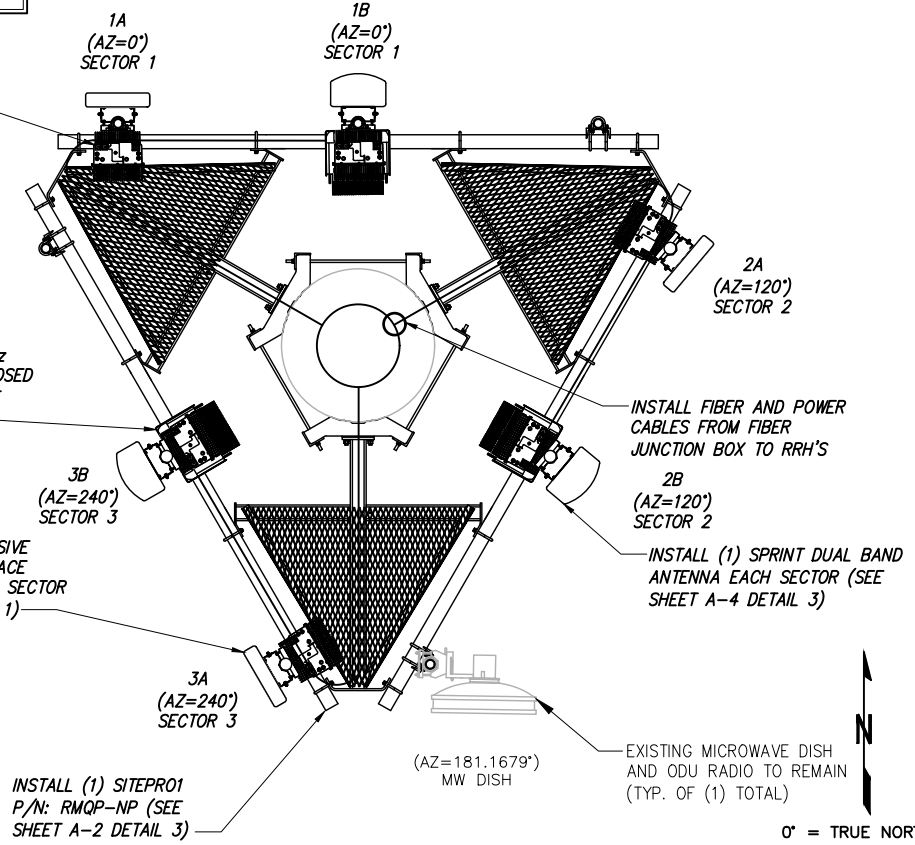 1A
(AZ=0°)
SECTOR 1
1B
(AZ=0°)
SECTOR 1
2A
(AZ=120°)
SECTOR 2
OSED
INSTALL FIBER AND POWER
CABLES FROM FIBER
JUNCTION BOX TO RRH'S
3B
(AZ=240°)
SECTOR 3
2B
(AZ=120°)
SECTOR 2
SIVE
ACE
SECTOR
1)
INSTALL (1) SPRINT DUAL BAND
ANTENNA EACH SECTOR (SEE
SHEET A-4 DETAIL 3)
3A
(AZ=240°)
SECTOR 3
(AZ=181.1679°)
MW DISH
EXISTING MICROWAVE DISH
AND ODU RADIO TO REMAIN
(TYP. OF (1) TOTAL)
N
INSTALL (1) SITEPRO1
P/N: RMQP-NP (SEE
SHEET A-2 DETAIL 3)
0° = TRUE NORT